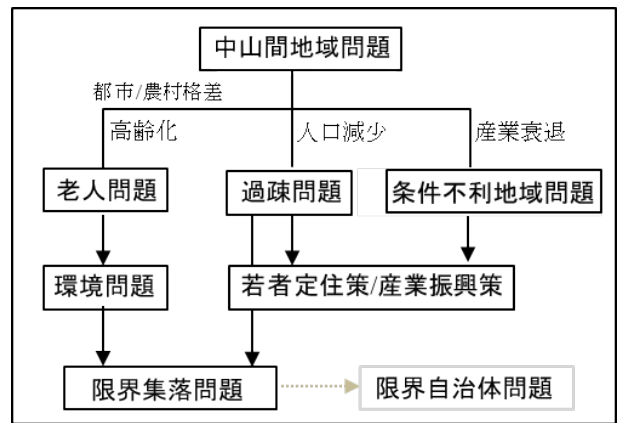 中山間地域問題
都市/農村格差
高齢化
人口減少
産業衰退
老人問題
過疎問題
条件不利地域問題
環境問題
若者定住策/産業振興策
限界集落問題
限界自治体問題